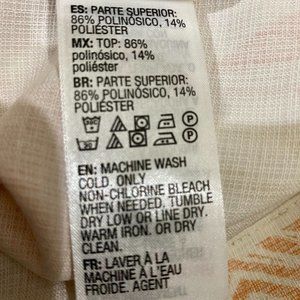 ES: PARTE SUPERIOR:
86% POLINÓSICO, 14%
POLIÉSTER
MX: TOP: 86%
polinósico, 14%
poliéster
BR: PARTE SUPERIOR:
86% POLINÓSICO, 14%
POLIÉSTER
EN: MACHINE WASH
COLD. ONLY
NON-CHLORINE BLEACH
WHEN NEEDED. TUMBLE
DRY LOW OR LINE DRY.
WARM IRON. OR DRY
CLEAN.
FR: LAVER À LA
MACHINE À L'EAU
FROIDE. AGENT